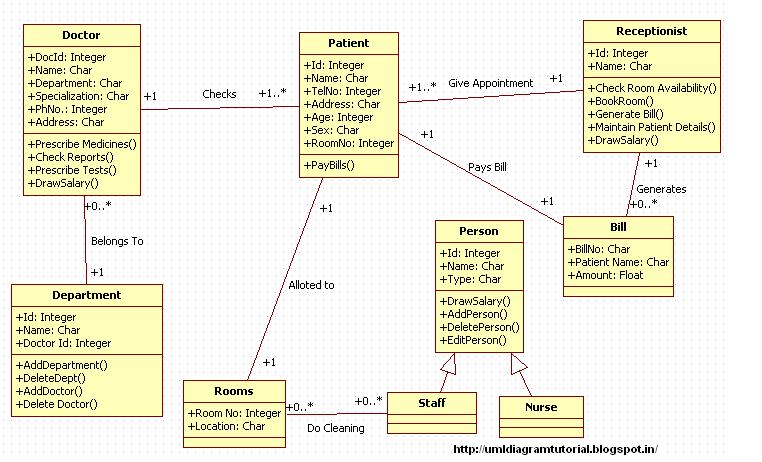 Doctor
+DocId: Integer
+Name: Char
+Department: Char
+Specialization: Char
+PhNo.: Integer
+Address: Char
+Prescribe Medicines()
+Check Reports()
+Prescribe Tests()
+DrawSalary()
+1
Checks
+1..*
Patient
+Id: Integer
+Name: Char
+TelNo: Integer
+Address: Char
+Age: Integer
+Sex: Char
+RoomNo: Integer
+PayBills()
+1..*
Give Appointment
+1
Receptionist
+Id: Integer
+Name: Char
+Check Room Availability()
+BookRoom()
+Generate Bill()
+Maintain Patient Details()
+DrawSalary()
+1
Pays Bill
+1
+1
Generates
+0..*
Bill
+BillNo: Char
+Patient Name: Char
+Amount: Float
+0..*
Belongs To
+1
Department
+Id: Integer
+Name: Char
+Doctor Id: Integer
+AddDepartment()
+DeleteDept()
+AddDoctor()
+Delete Doctor()
+1
Alloted to
+1
Person
+Id: Integer
+Name: Char
+Type: Char
+DrawSalary()
+AddPerson()
+DeletePerson()
+EditPerson()
Rooms
+Room No: Integer
+Location: Char
+0..*
+0..*
Do Cleaning
Staff
Nurse
http://umldiagramtutorial.blogspot.in/